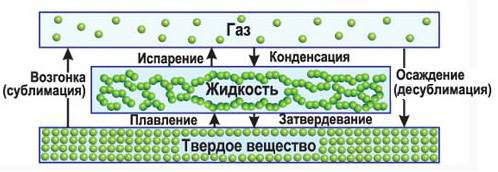 Газ
Испарение
Конденсация
Возгонка
(сублимация)
Жидкость
Осаждение
(десублимация)
Плавление
Затвердевание
Твердое вещество